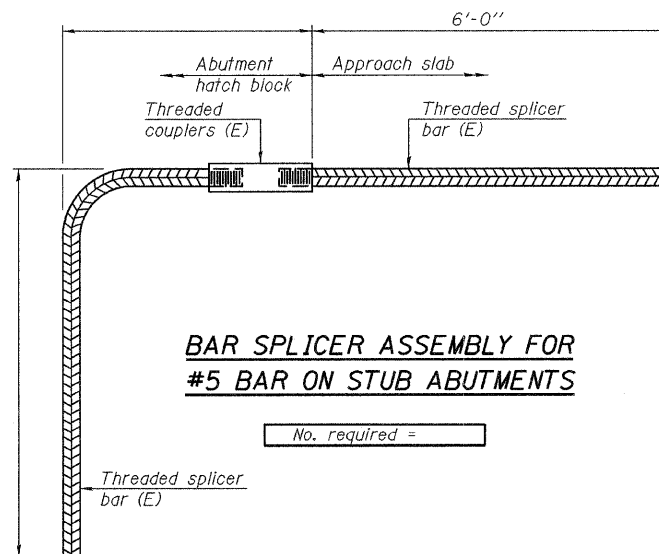 6'-0"
Abutment
hatch block
Approach slab
Threaded
couplers (E)
Threaded splicer
bar (E)
BAR SPLICER ASSEMBLY FOR
#5 BAR ON STUB ABUTMENTS
No. required =
Threaded splicer
bar (E)